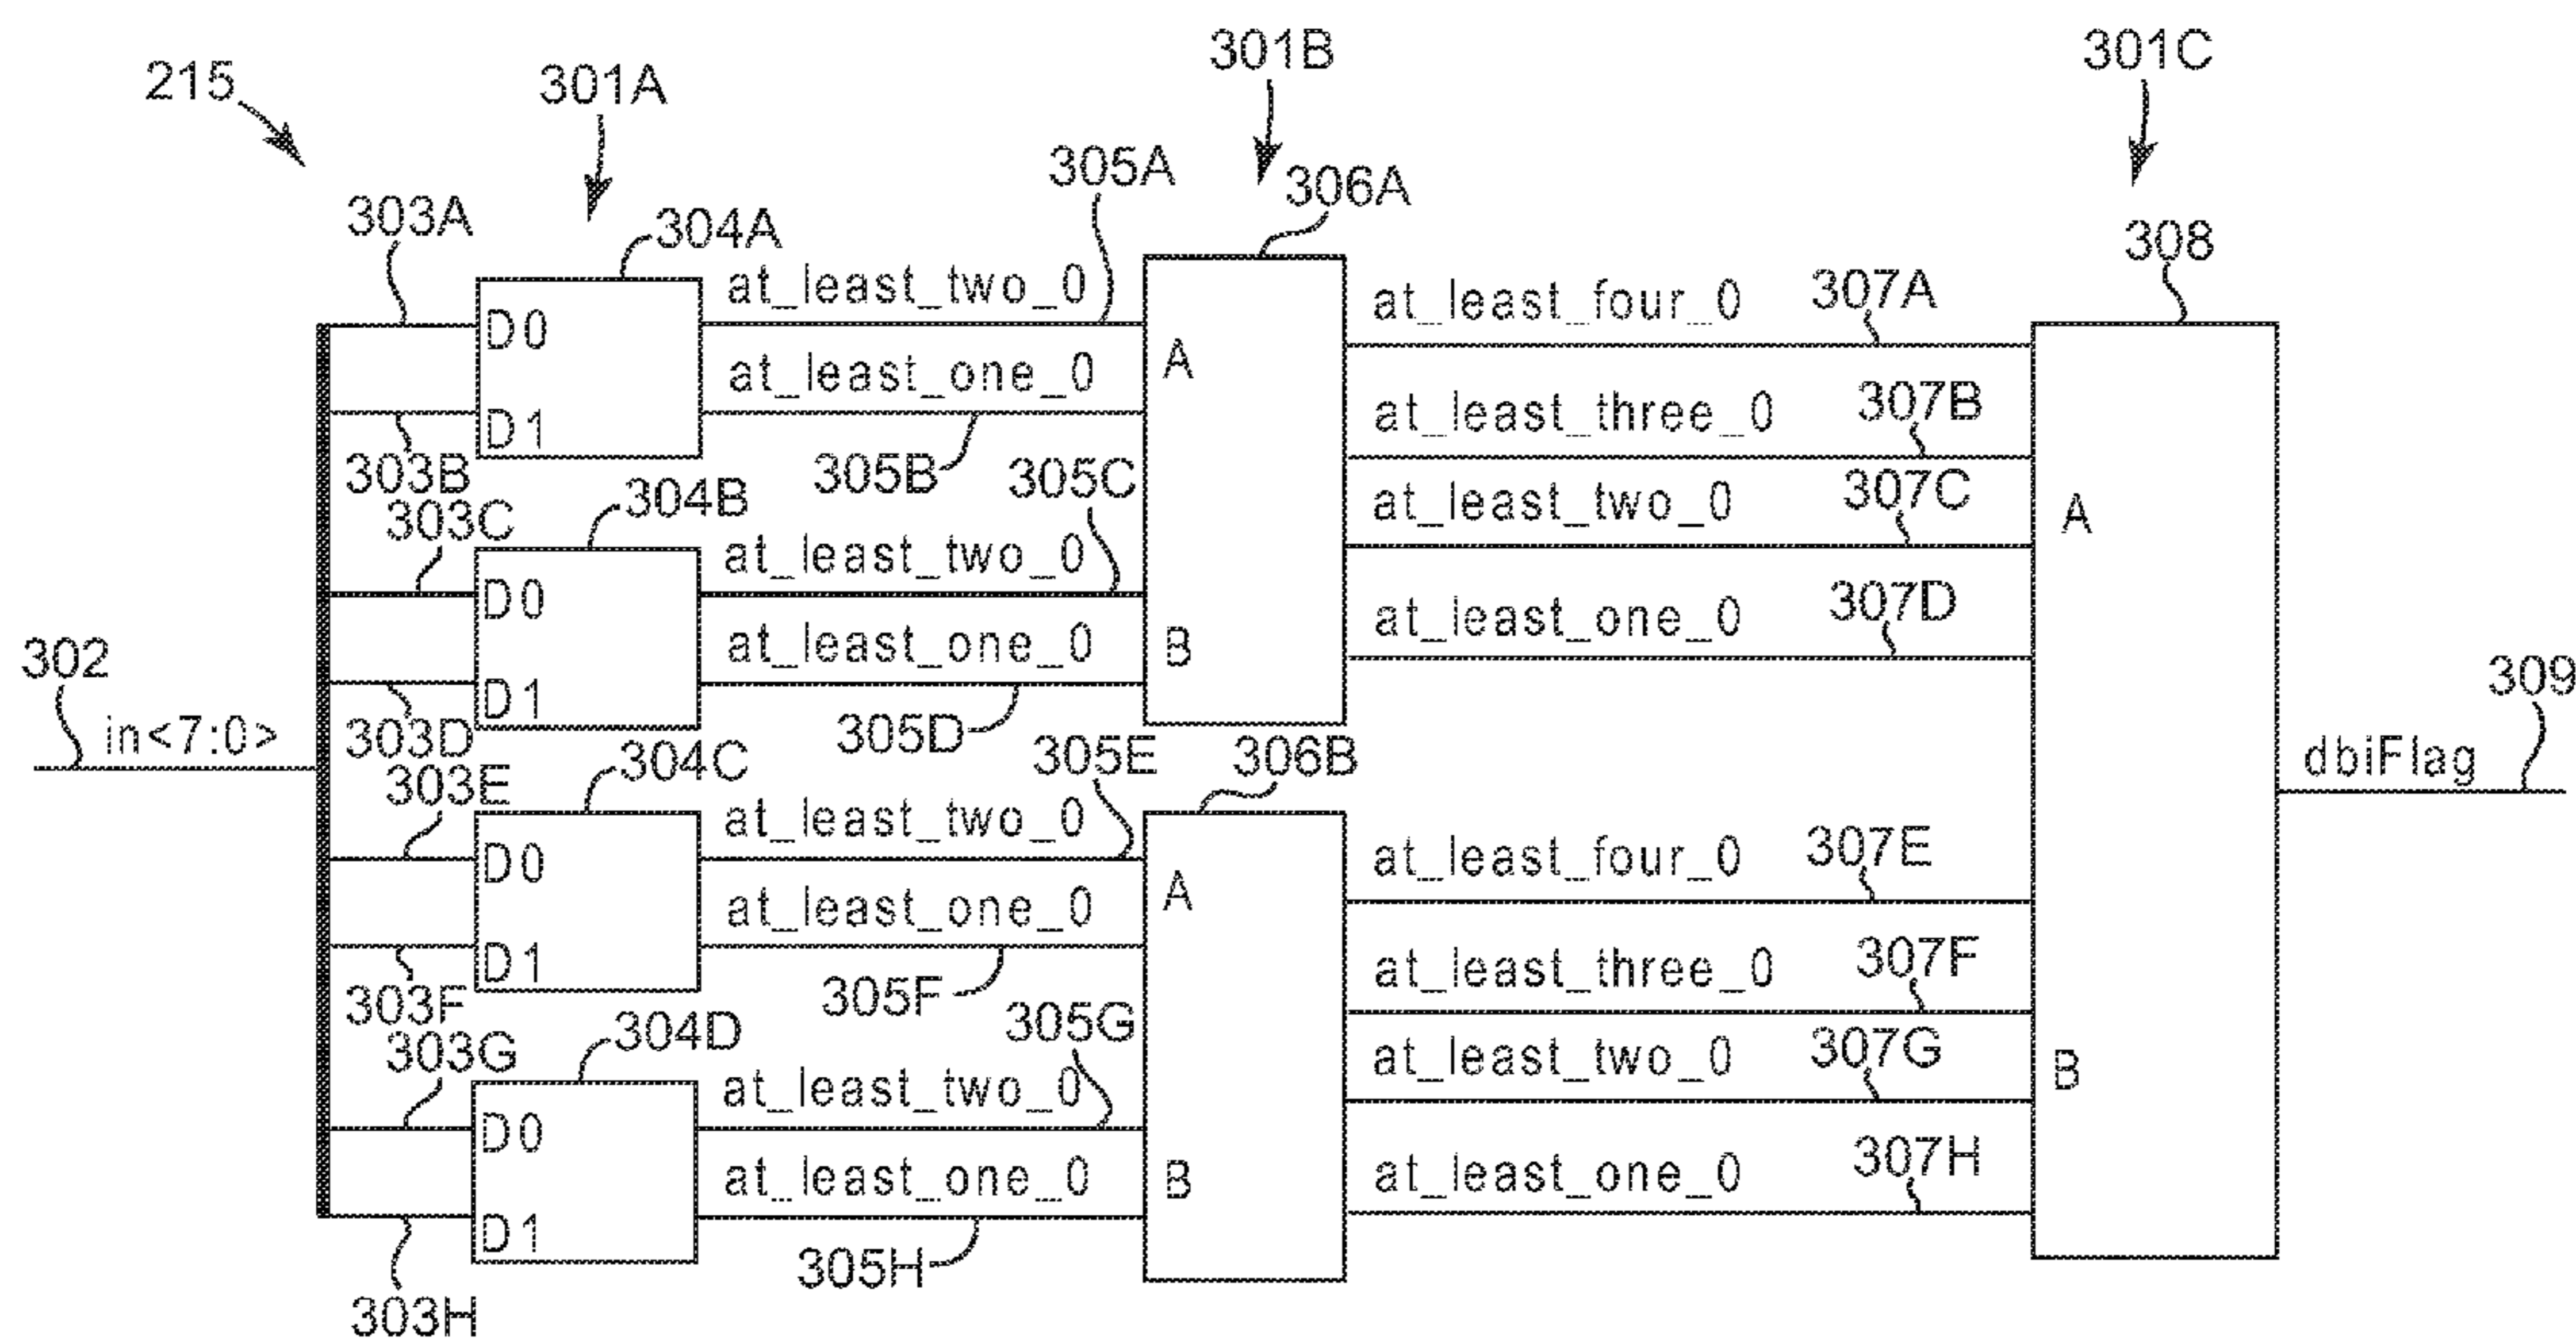 301B
301C
215
301A
305A
306A
303A
304A
308
at_least_two_0
at_least_four_0
307A
D0
A
at_least_one_0
at_least_three_0
307B
D1
303B
305B
305C
307C
304B
at_least_two_0
303C
at_least_two_0
A
D0
307D
at_least_one_0
at_least_one_0
B
302
309
D1
in<7:0>
303D
305D
305E
306B
dbiFlag
304C
303E
at_least_two_0
at_least_four_0
307E
D0
A
at_least_one_0
at_least_three_0
307F
D1
303F
305F
305G
304D
303G
at_least_two_0
at_least_two_0
307G
B
D0
at_least_one_0
B
at_least_one_0
307H
D1
305H
303H